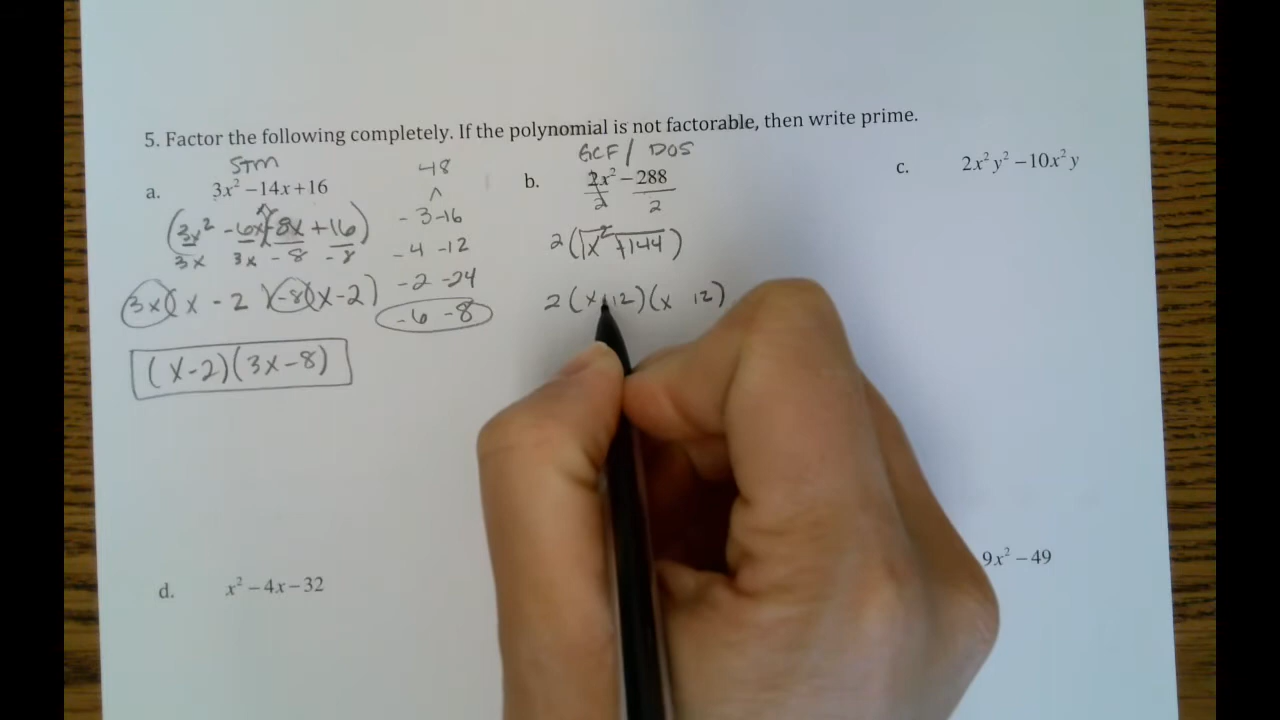 5. Factor the following completely. If the polynomial is not factorable, then write prime.
STM
a. 3x² −14x+16
(3x² -6x)(-8x +16)
3x 3x -8 -8
3x(x - 2)-8(x-2)
(x-2)(3x-8)
48
^
-3 -16
-4 -12
-2 -24
-6 -8
GCF / DOS
b. 2x² − 288
2 2
2(1x² -144)
2(x 12)(x 12)
c. 2x²y² −10x²y
d. x² − 4x − 32
9x² − 49